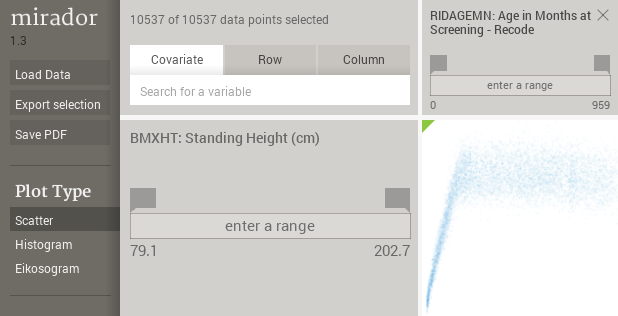 mirador
1.3
Load Data
Export selection
Save PDF
Plot Type
Scatter
Histogram
Eikosogram
10537 of 10537 data points selected
Covariate
Row
Column
Search for a variable
BMXHT: Standing Height (cm)
enter a range
79.1
202.7
RIDAGEMN: Age in Months at
Screening - Recode
enter a range
0
959